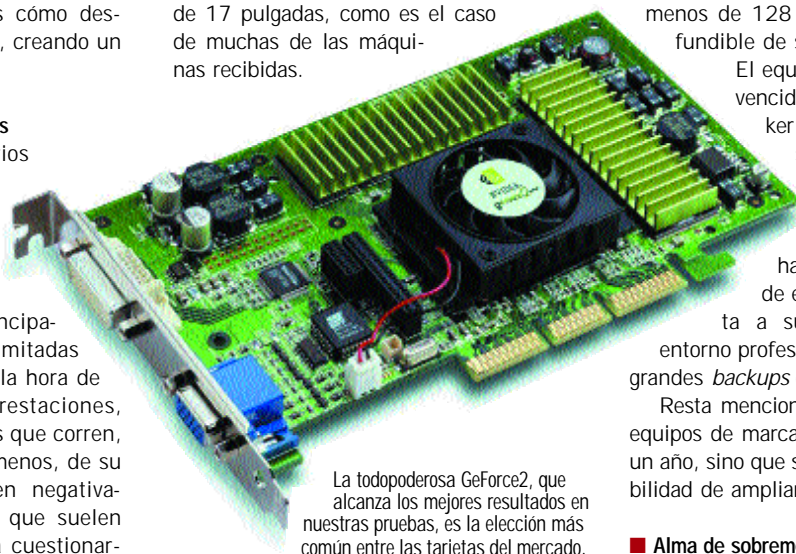 s cómo des-
, creando un
s
ios
ncipa-
mitadas
la hora de
restaciones,
s que corren,
menos, de su
en negativa-
que suelen
a cuestionar-
de 17 pulgadas, como es el caso
de muchas de las máqui-
nas recibidas.
La todopoderosa GeForce2, que
alcanza los mejores resultados en
nuestras pruebas, es la elección más
común entre las tarjetas del mercado.
menos de 128
fundible de s
El equ
vencid
ker
ha
de e
ta a su
entorno profes
grandes backups
Resta mencion
equipos de marca
un año, sino que s
bilidad de ampliar
■ Alma de sobrem